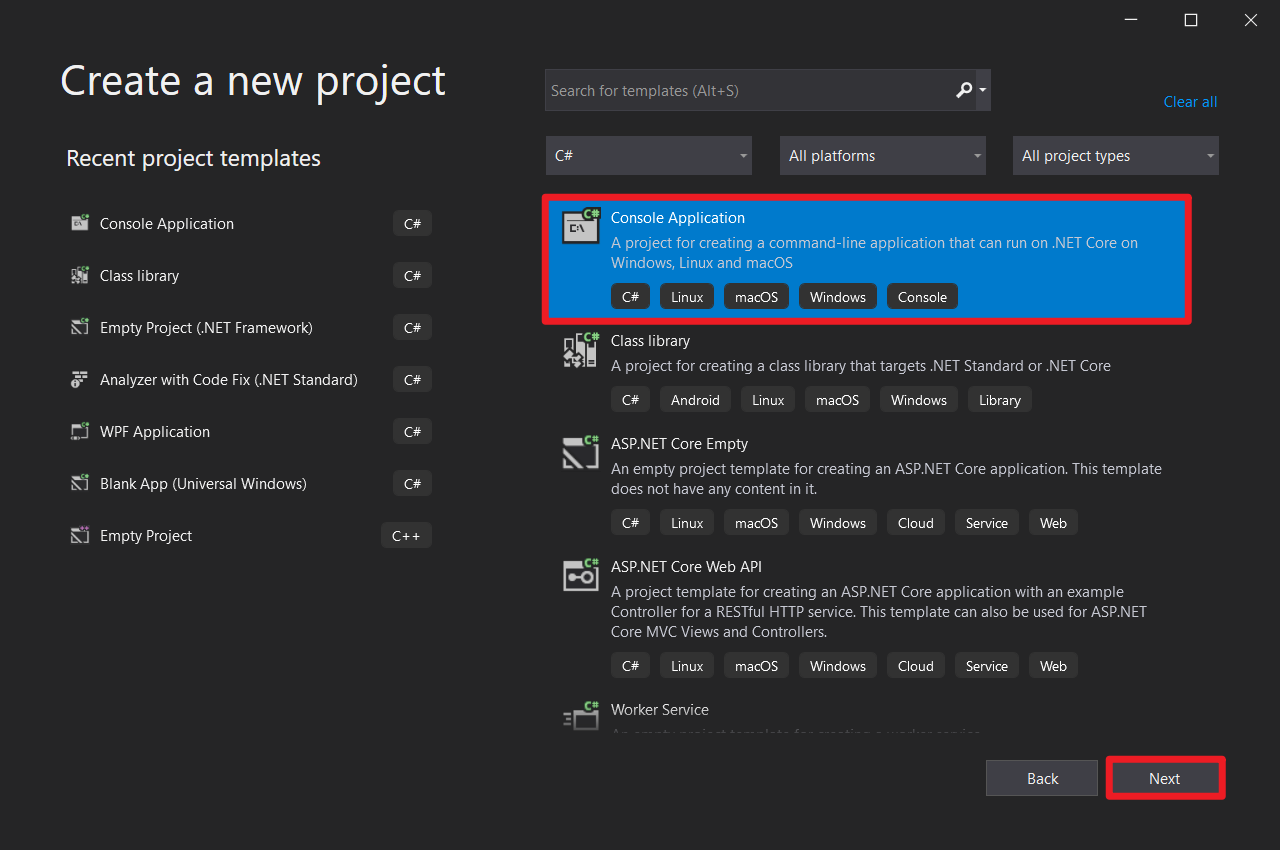 Create a new project
Search for templates (Alt+S)
Clear all
C#
All platforms
All project types
Recent project templates
Console Application C#
Class library C#
Empty Project (.NET Framework) C#
Analyzer with Code Fix (.NET Standard) C#
WPF Application C#
Blank App (Universal Windows) C#
Empty Project C++
Console Application
A project for creating a command-line application that can run on .NET Core on
Windows, Linux and macOS
C# Linux macOS Windows Console
Class library
A project for creating a class library that targets .NET Standard or .NET Core
C# Android Linux macOS Windows Library
ASP.NET Core Empty
An empty project template for creating an ASP.NET Core application. This template
does not have any content in it.
C# Linux macOS Windows Cloud Service Web
ASP.NET Core Web API
A project template for creating an ASP.NET Core application with an example
Controller for a RESTful HTTP service. This template can also be used for ASP.NET
Core MVC Views and Controllers.
C# Linux macOS Windows Cloud Service Web
Worker Service
An empty project template for creating a worker service
Back
Next